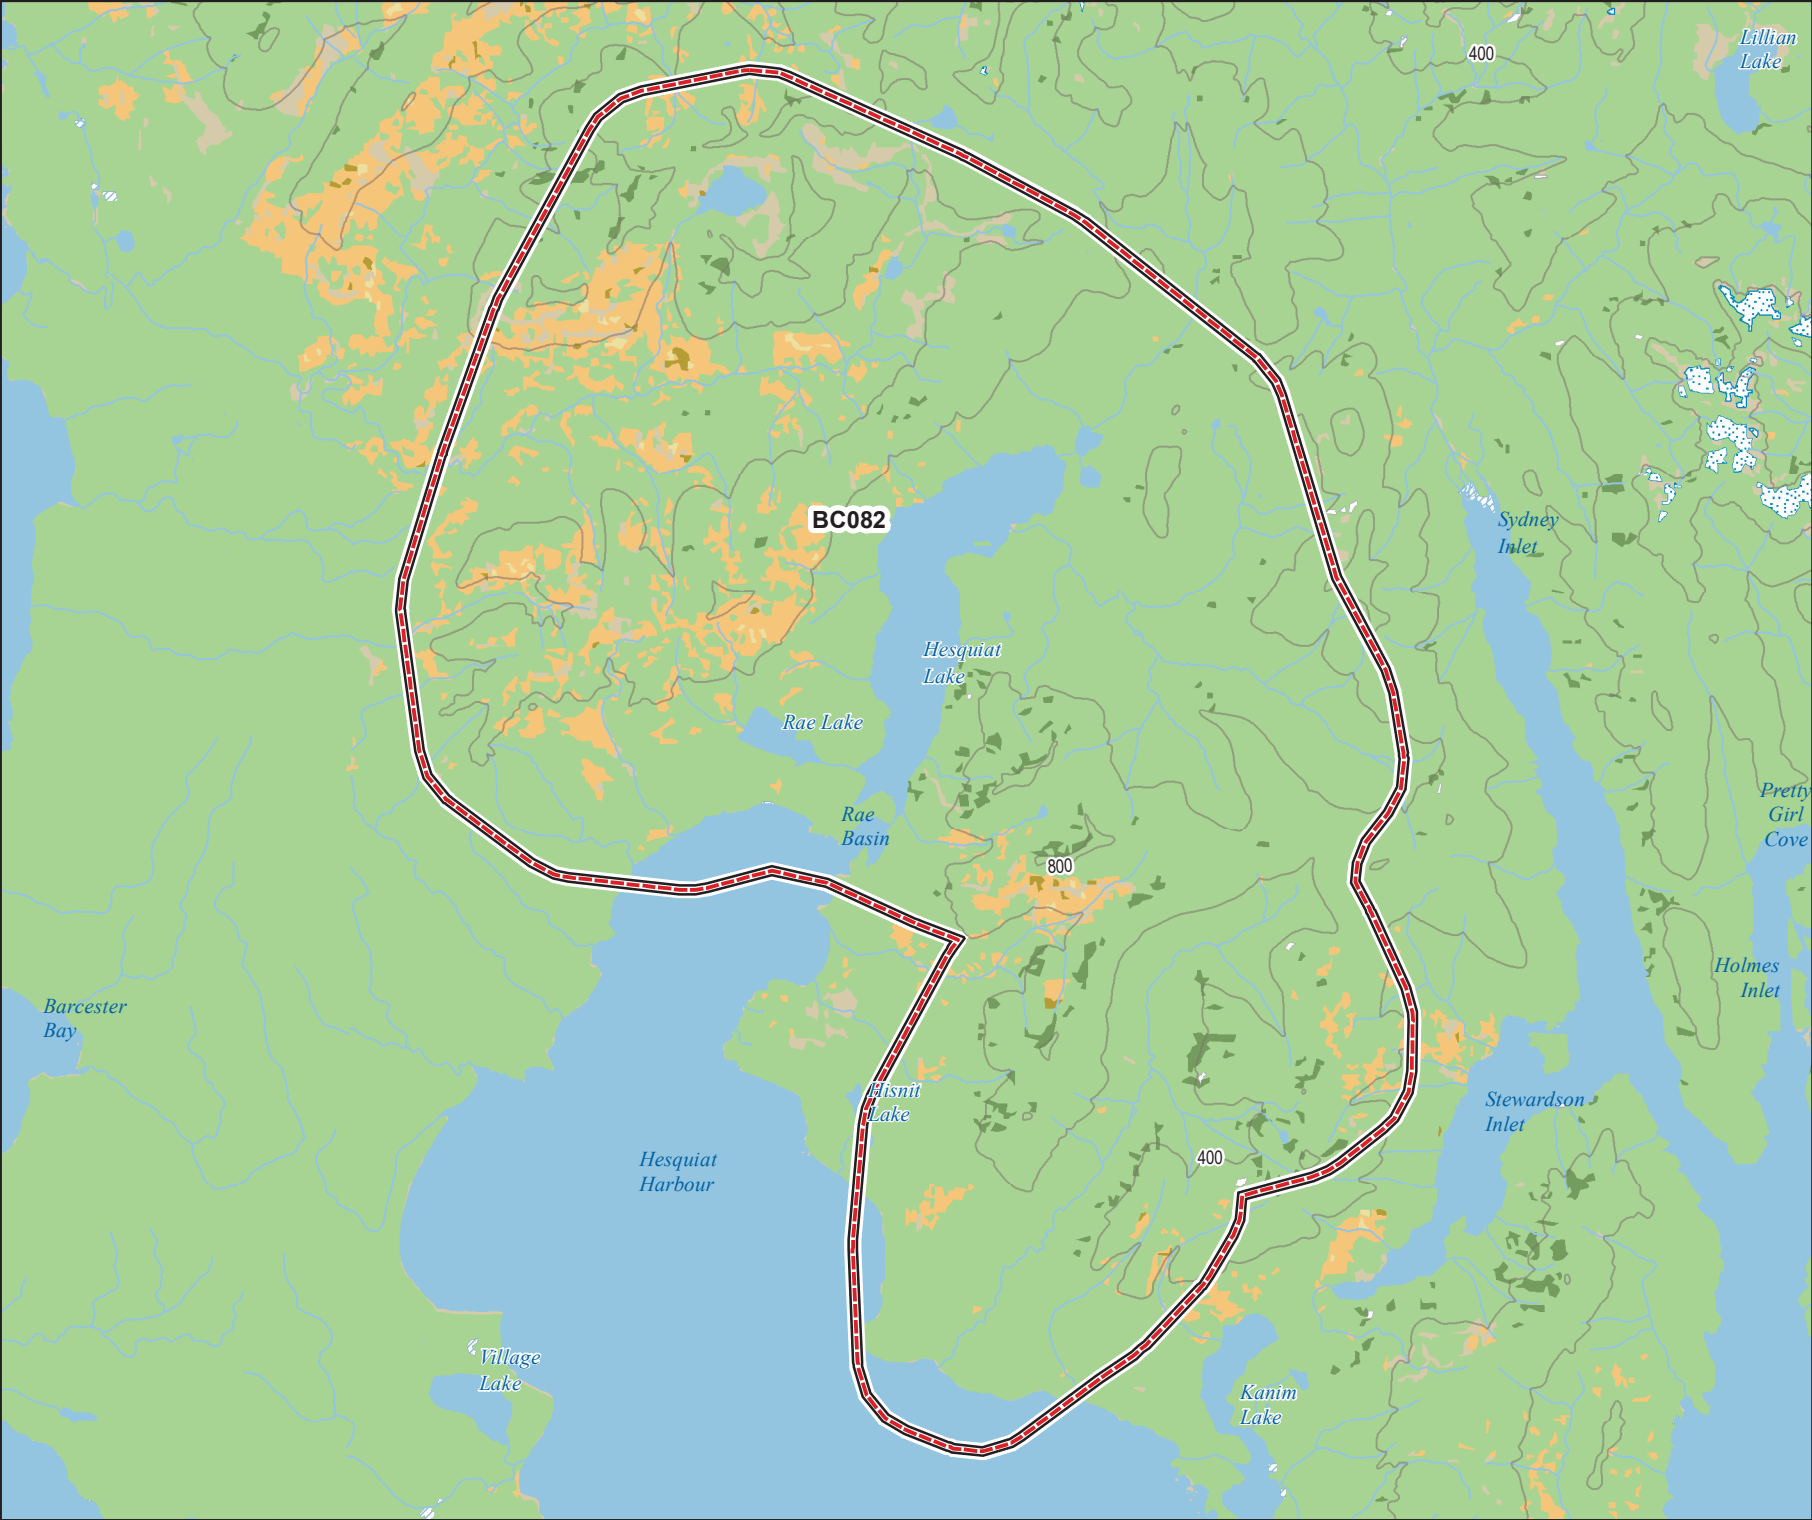 400
Lillian
Lake
BC082
Sydney
Inlet
Hesquiat
Lake
Rae Lake
Pretty
Girl
Cove
Rae
Basin
800
Holmes
Inlet
Barcester
Bay
Hisnit
Lake
Stewardson
Inlet
Hesquiat
Harbour
400
Village
Lake
Kanim
Lake